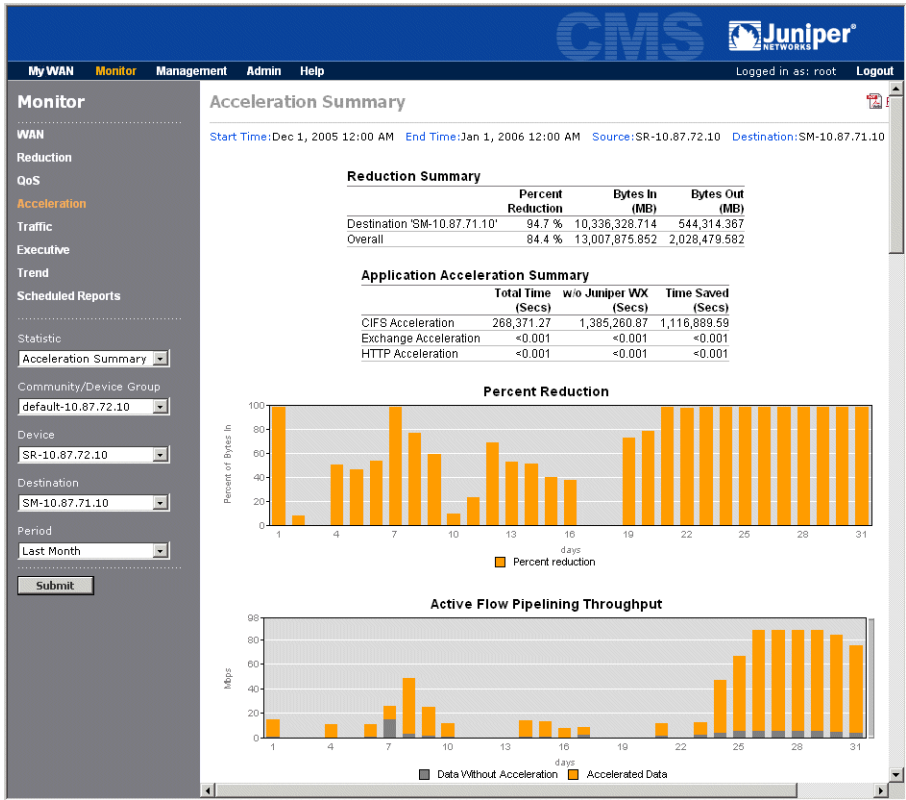 CMS
Juniper®
NETWORKS
My WAN Monitor Management Admin Help Logged in as: root Logout
Monitor
WAN
Reduction
QoS
Acceleration
Traffic
Executive
Trend
Scheduled Reports
Statistic
Acceleration Summary
Community/Device Group
default-10.87.72.10
Device
SR-10.87.72.10
Destination
SM-10.87.71.10
Period
Last Month
Submit
Acceleration Summary
Start Time:Dec 1, 2005 12:00 AM End Time:Jan 1, 2006 12:00 AM Source:SR-10.87.72.10 Destination:SM-10.87.71.10
Reduction Summary
Percent Bytes In Bytes Out
Reduction (MB) (MB)
Destination 'SM-10.87.71.10' 94.7 % 10,336,328.714 544,314.367
Overall 84.4 % 13,007,875.852 2,028,479.582
Application Acceleration Summary
Total Time w/o Juniper WX Time Saved
(Secs) (Secs) (Secs)
CIFS Acceleration 268,371.27 1,385,260.87 1,116,889.59
Exchange Acceleration <0.001 <0.001 <0.001
HTTP Acceleration <0.001 <0.001 <0.001
Percent Reduction
Percent of Bytes In
100
80
60
40
20
0
1 4 7 10 13 16 19 22 25 28 31
days
Percent reduction
Active Flow Pipelining Throughput
Mbps
98
80
60
40
20
0
1 4 7 10 13 16 19 22 25 28 31
days
Data Without Acceleration Accelerated Data